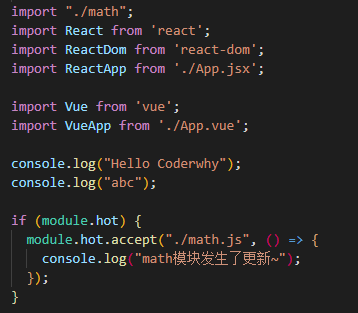 import "./math";
import React from 'react';
import ReactDom from 'react-dom';
import ReactApp from './App.jsx';
import Vue from 'vue';
import VueApp from './App.vue';
console.log("Hello Coderwhy");
console.log("abc");
if (module.hot) {
module.hot.accept("./math.js", () => {
console.log("math模块发生了更新~");
});
}